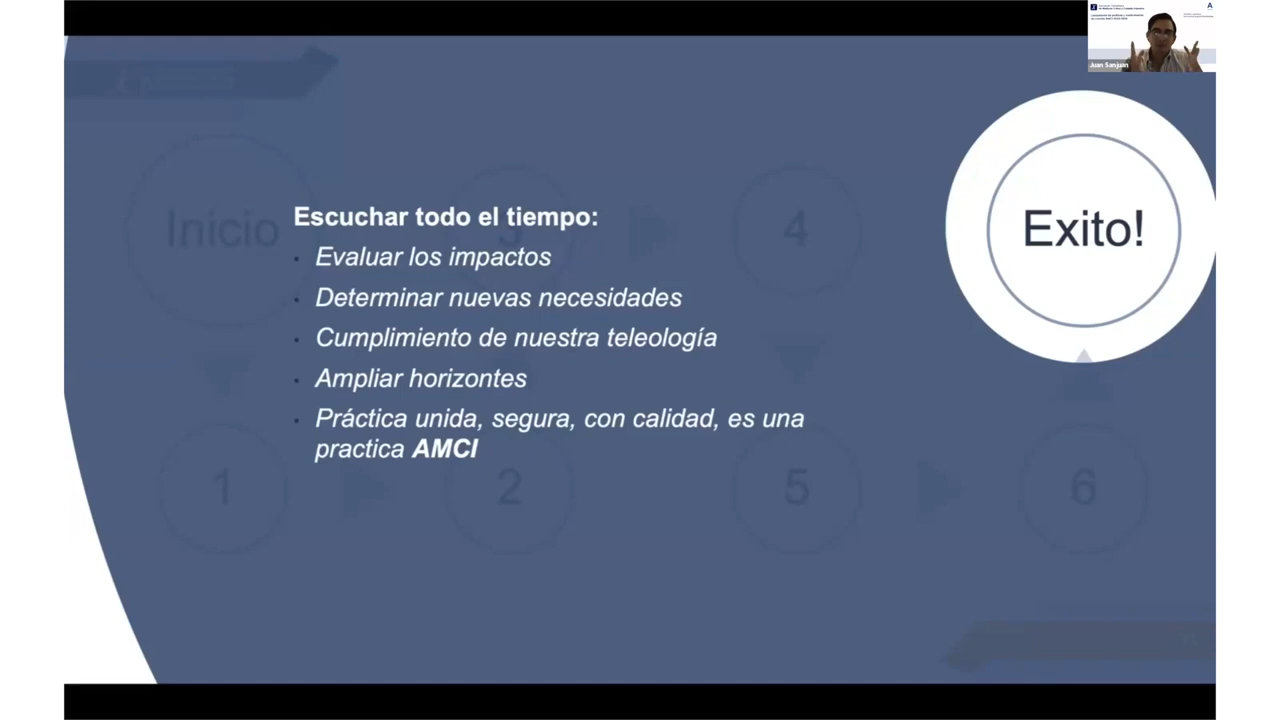 Juan Sanjuan
Exito!
Escuchar todo el tiempo:
Evaluar los impactos
Determinar nuevas necesidades
Cumplimiento de nuestra teleología
Ampliar horizontes
Práctica unida, segura, con calidad, es una
practica AMCI
Inicio
3
4
1
2
5
6